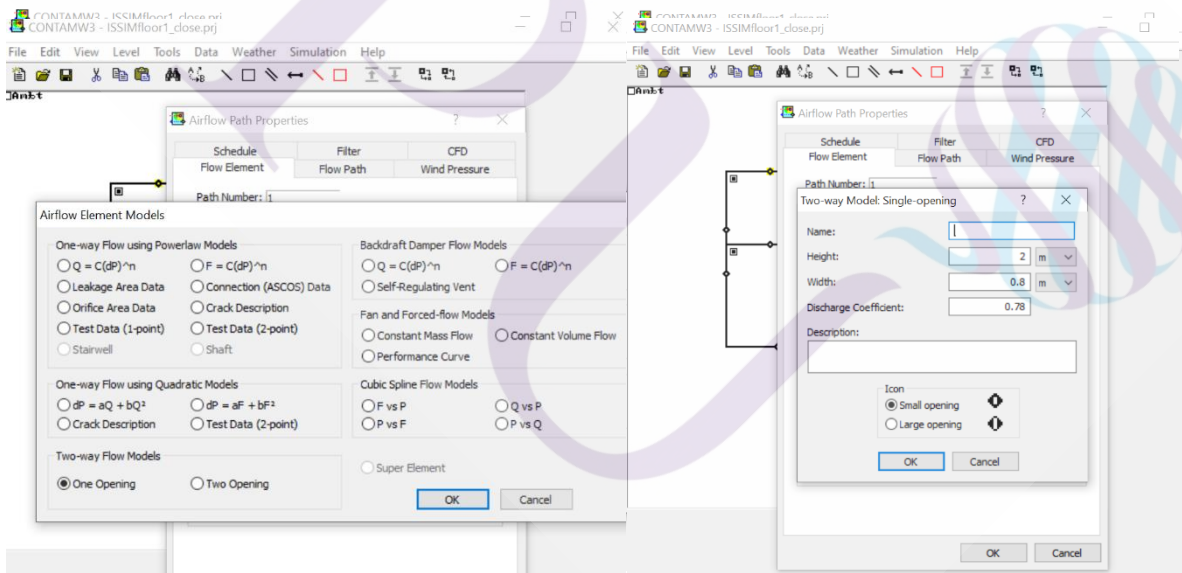 CONTAMW3 - ISSIMfloor1_close.prj
CONTAMW3 - ISSIMfloor1_close.prj
File Edit View Level Tools Data Weather Simulation Help
Ambt
Airflow Path Properties ?
Schedule Filter CFD
Flow Element Flow Path Wind Pressure
Path Number: 1
Airflow Element Models
One-way Flow using Powerlaw Models
Q = C(dP)^n F = C(dP)^n
Leakage Area Data Connection (ASCOS) Data
Orifice Area Data Crack Description
Test Data (1-point) Test Data (2-point)
Stairwell Shaft
One-way Flow using Quadratic Models
dP = aQ + bQ² dP = aF + bF²
Crack Description Test Data (2-point)
Two-way Flow Models
One Opening Two Opening
Backdraft Damper Flow Models
Q = C(dP)^n F = C(dP)^n
Self-Regulating Vent
Fan and Forced-flow Models
Constant Mass Flow Constant Volume Flow
Performance Curve
Cubic Spline Flow Models
F vs P Q vs P
P vs F P vs Q
Super Element
OK Cancel
CONTAMW3 - ISSIMfloor1_close.prj
CONTAMW3 - ISSIMfloor1_close.prj
File Edit View Level Tools Data Weather Simulation Help
Ambt
Airflow Path Properties ?
Schedule Filter CFD
Flow Element Flow Path Wind Pressure
Path Number: 1
Two-way Model: Single-opening ?
Name:
Height: 2 m
Width: 0.8 m
Discharge Coefficient: 0.78
Description:
Icon
Small opening
Large opening
OK Cancel
OK Cancel